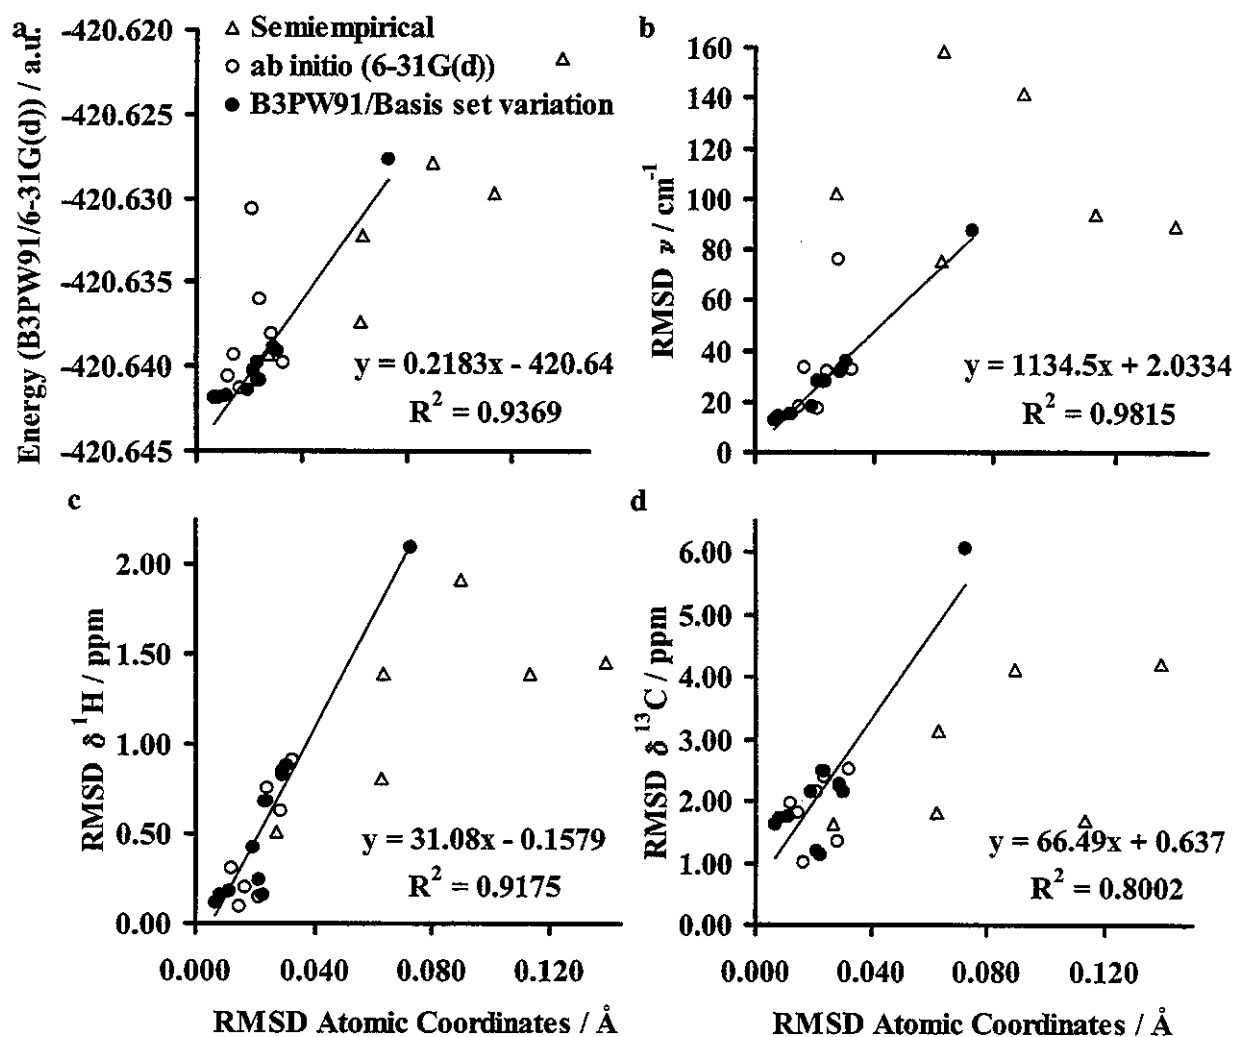 a
-420.620
-420.625
-420.630
-420.635
-420.640
-420.645
Energy (B3PW91/6-31G(d)) / a.u.
Semiempirical
ab initio (6-31G(d))
B3PW91/Basis set variation
y = 0.2183x - 420.64
R² = 0.9369
b
160
140
120
100
80
60
40
20
0
RMSD ṽ / cm⁻¹
y = 1134.5x + 2.0334
R² = 0.9815
c
2.00
1.50
1.00
0.50
0.00
RMSD δ ¹H / ppm
y = 31.08x - 0.1579
R² = 0.9175
0.000 0.040 0.080 0.120
RMSD Atomic Coordinates / Å
d
6.00
5.00
4.00
3.00
2.00
1.00
0.00
RMSD δ ¹³C / ppm
y = 66.49x + 0.637
R² = 0.8002
0.000 0.040 0.080 0.120
RMSD Atomic Coordinates / Å